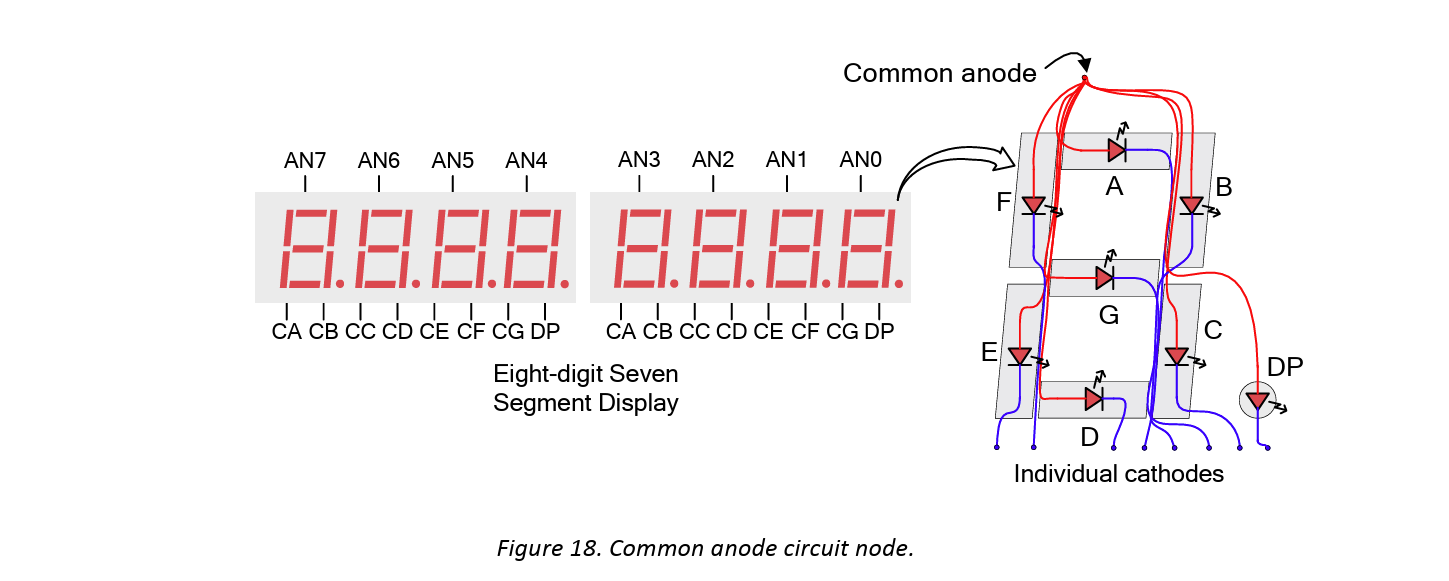 Common anode
AN7 AN6 AN5 AN4 AN3 AN2 AN1 AN0
A
F
B
G
CA CB CC CD CE CF CG DP CA CB CC CD CE CF CG DP
E
C
DP
Eight-digit Seven
Segment Display
D
Individual cathodes
Figure 18. Common anode circuit node.